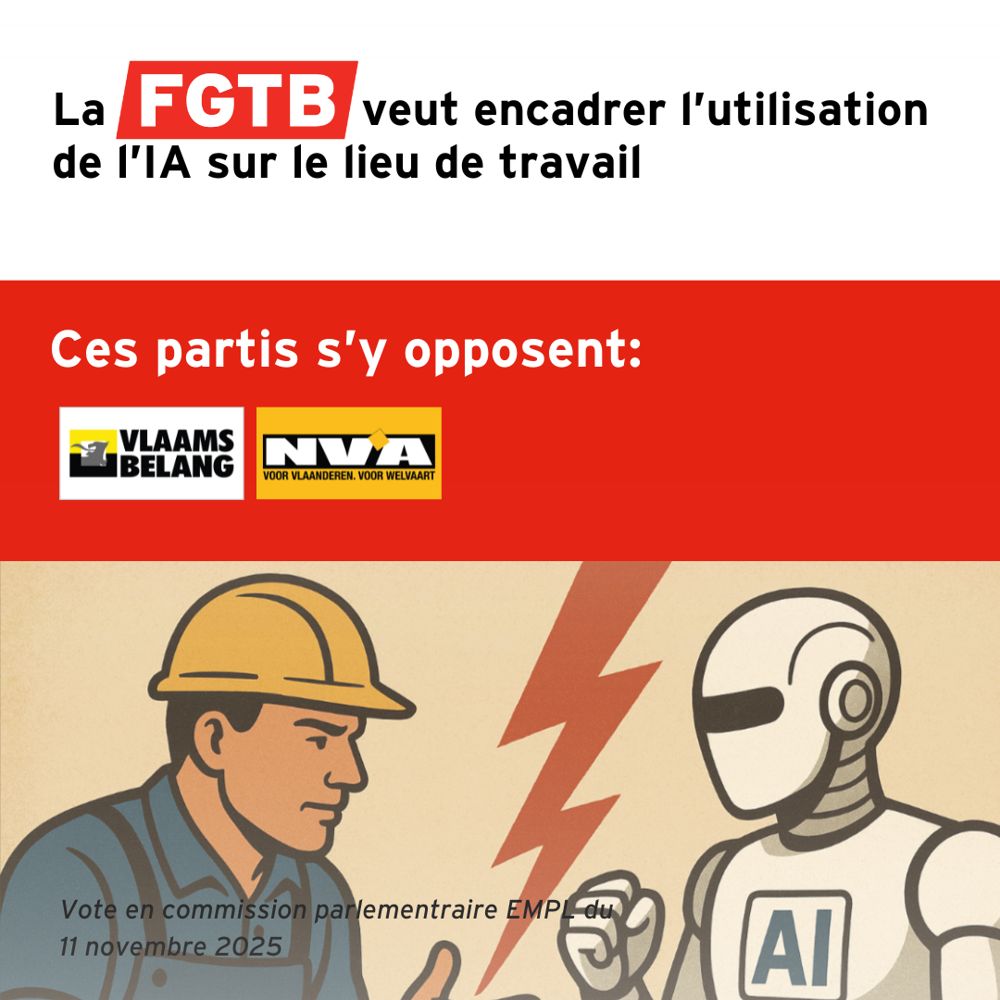 La FGTB veut encadrer l'utilisation
de l'IA sur le lieu de travail
Ces partis s'y opposent:
VLAAMS
BELANG
N-VA
VOOR VLAANDEREN. VOOR WELVAART
Vote en commission parlementraire EMPL du
11 novembre 2025
AI